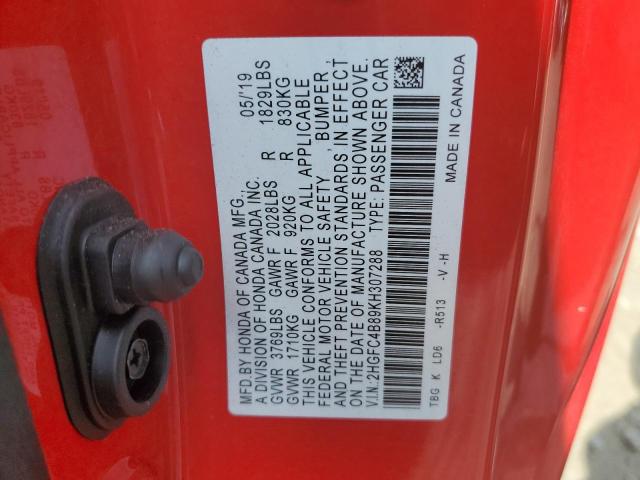 MFD.BY HONDA OF CANADA MFG. 05/'19
A DIVISION OF HONDA CANADA INC.
GVWR 3769LBS GAWR F 2028LBS R 1829LBS
GVWR 1710KG GAWR F 920KG R 830KG
THIS VEHICLE CONFORMS TO ALL APPLICABLE
FEDERAL MOTOR VEHICLE SAFETY , BUMPER ,
AND THEFT PREVENTION STANDARDS IN EFFECT
ON THE DATE OF MANUFACTURE SHOWN ABOVE.
V.I.N.:2HGFC4B89KH307288 TYPE: PASSENGER CAR
TBG K LD6 -R513 -V -H MADE IN CANADA